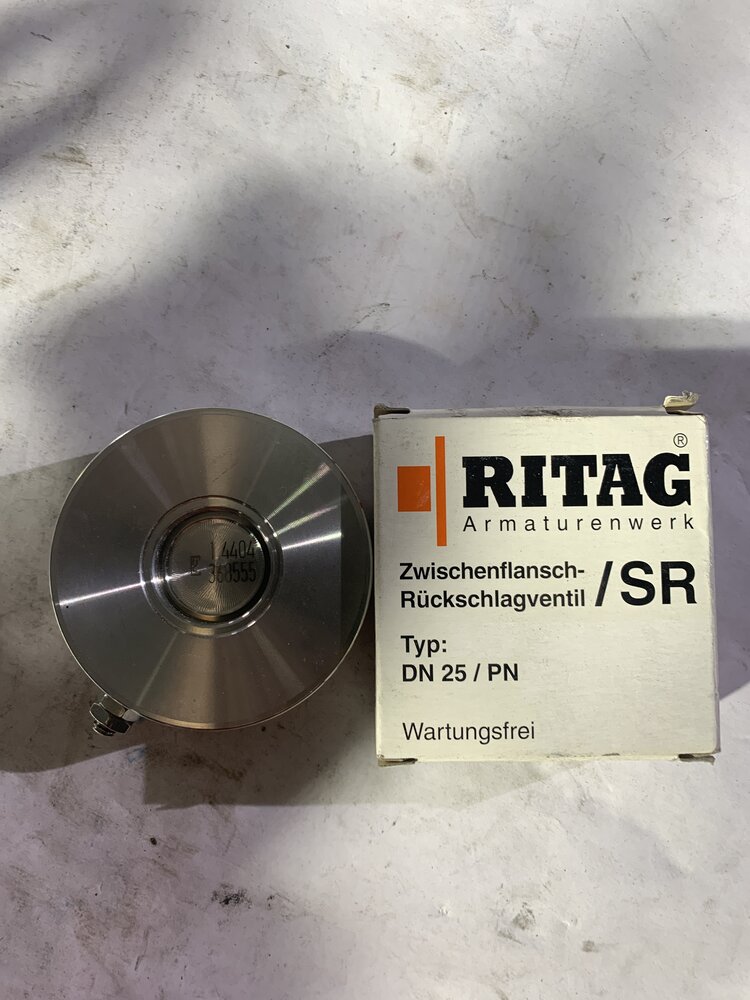 1.4404
RITAG®
Armaturenwerk
Zwischenflansch-
Rückschlagventil /SR
Typ:
DN 25 / PN
Wartungsfrei